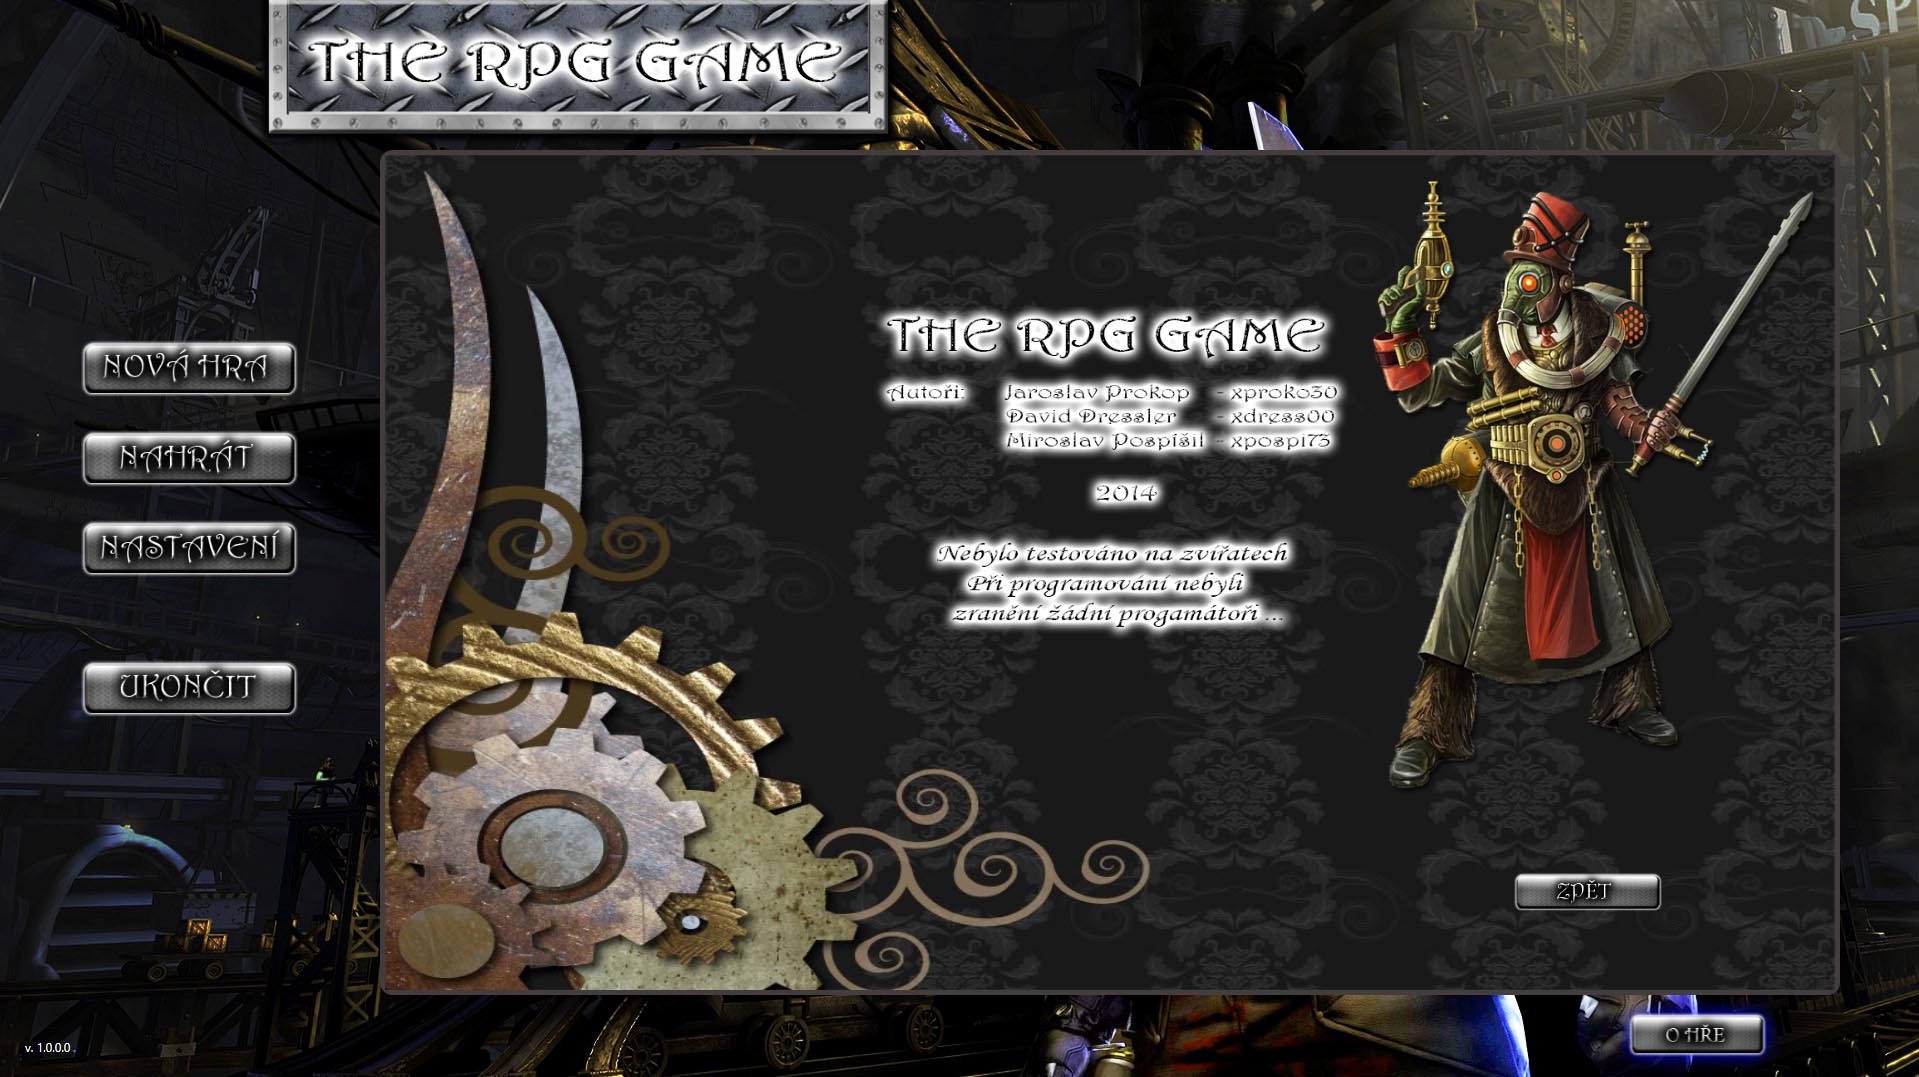 THE RPG GAME
NOVÁ HRA
NAHRÁT
NASTAVENÍ
UKONČIT
THE RPG GAME
Autoři: Jaroslav Prokop - xproko30
David Dressler - xdress00
Miroslav Pospíšil - xpospi73
2014
Nebylo testováno na zvířatech
Při programování nebyli
zranění žádní progamátoři ...
ZPĚT
O HŘE
v. 1.0.0.0